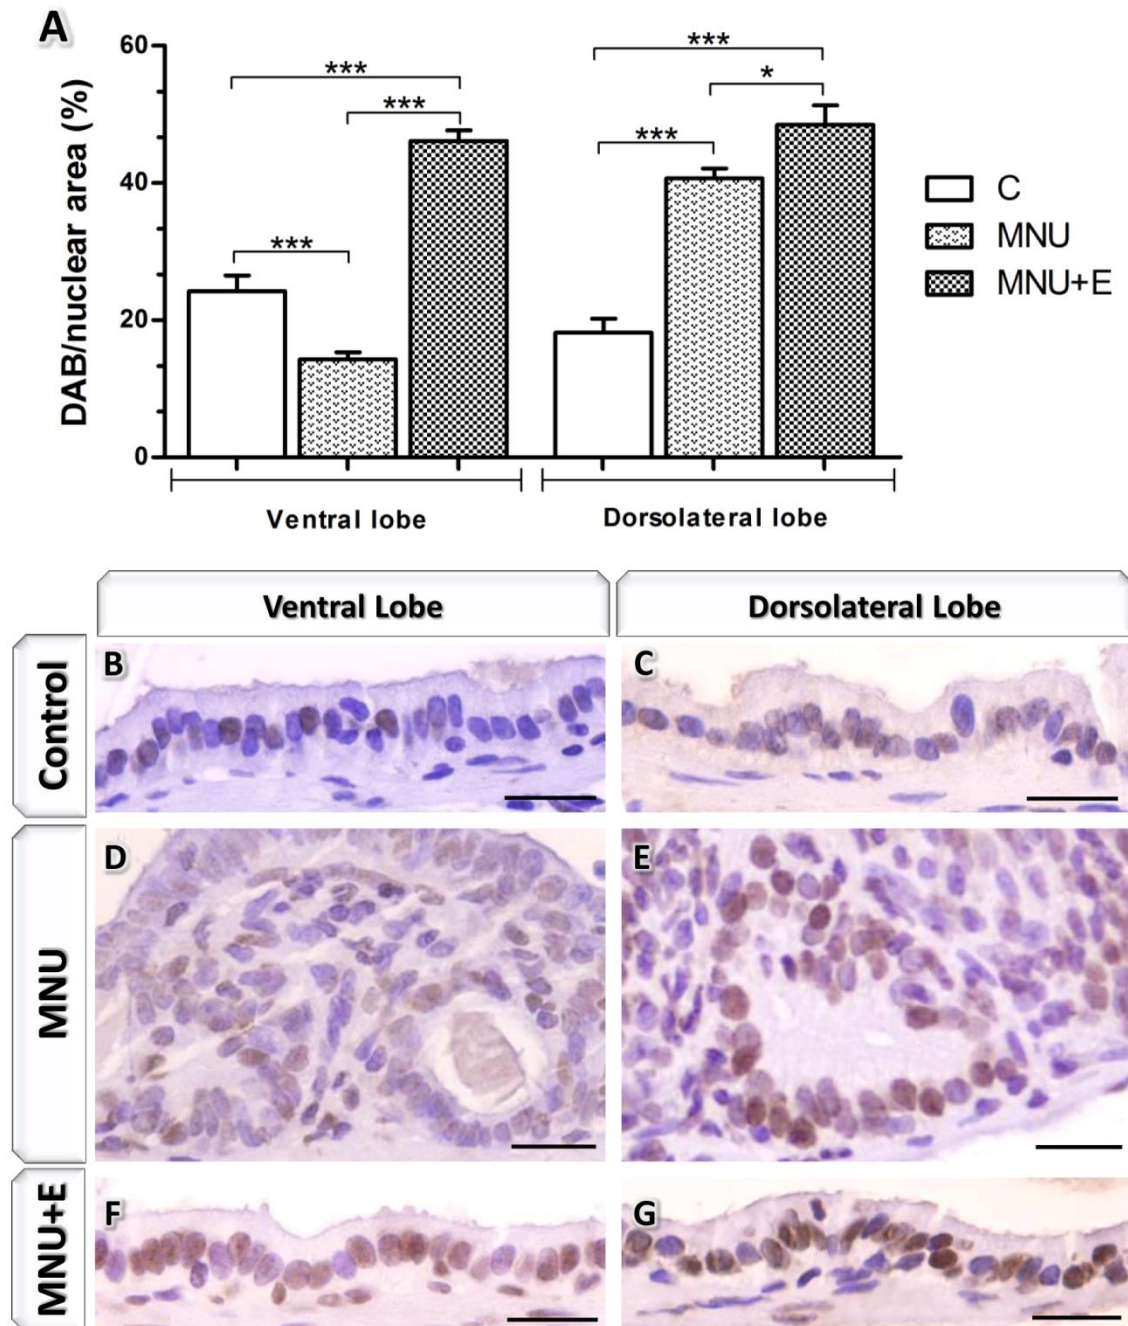 A
DAB/nuclear area (%)
60
40
20
0
***
***
***
***
*
***
C
MNU
MNU+E
Ventral lobe
Dorsolateral lobe
Ventral Lobe
Dorsolateral Lobe
Control
B
C
MNU
D
E
MNU+E
F
G